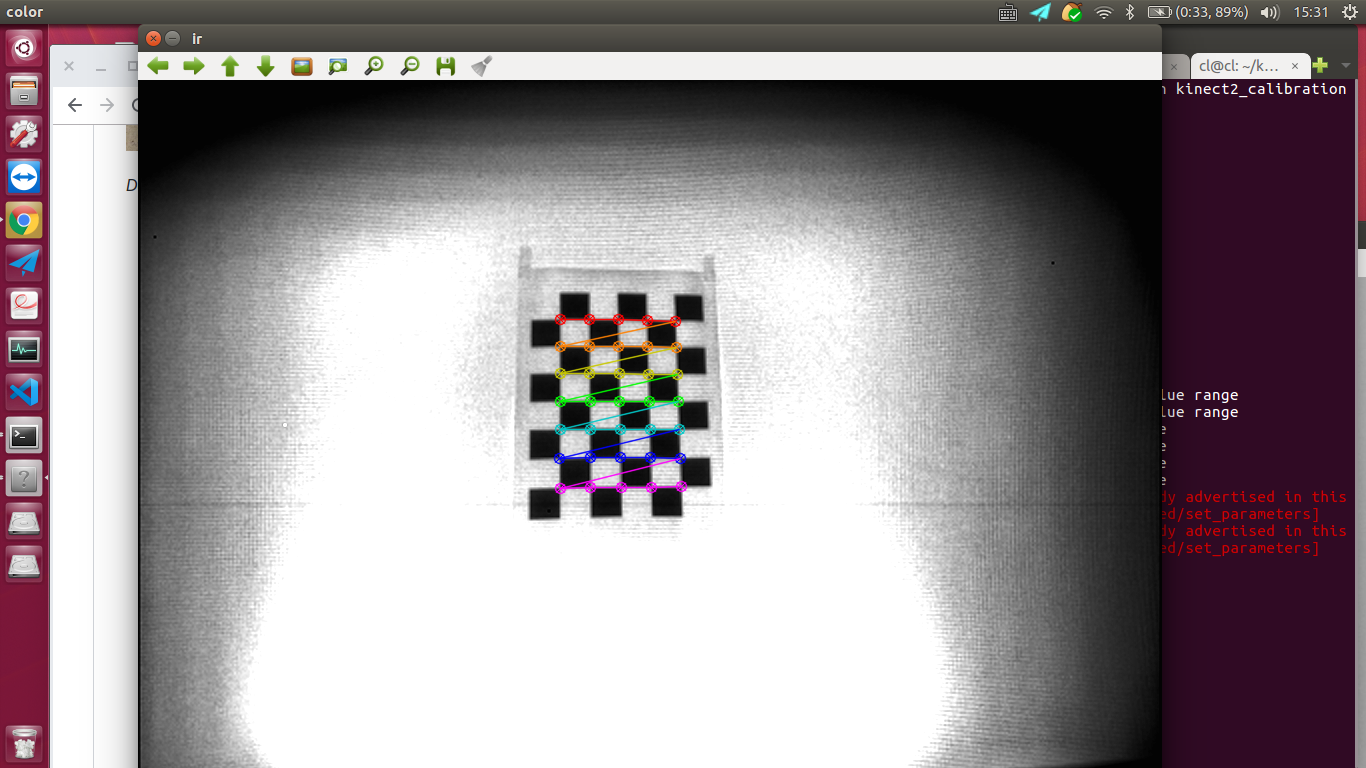 color
(0:33, 89%)
15:31
ir
cl@cl: ~/k...
n kinect2_calibration
D
lue range
lue range
e
e
e
e
dy advertised in this
ed/set_parameters]
dy advertised in this
ed/set_parameters]